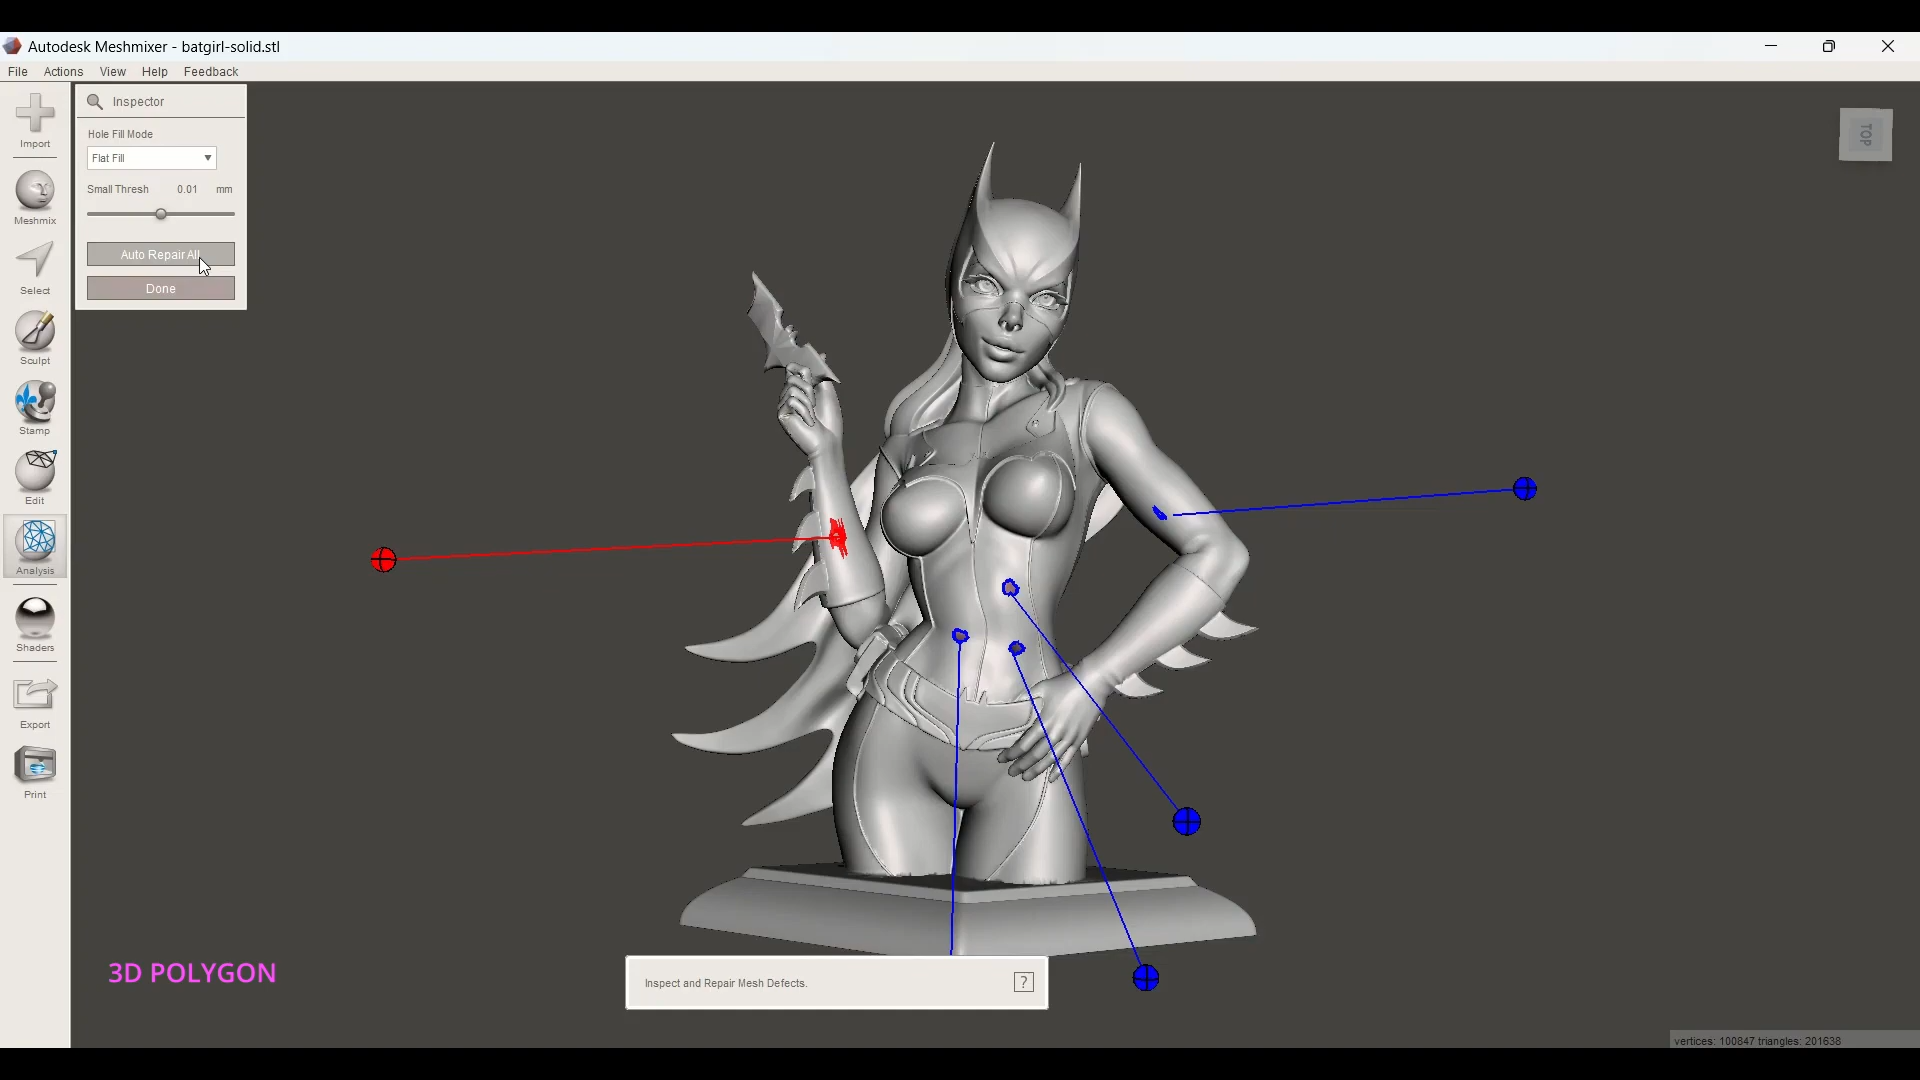 Autodesk Meshmixer - batgirl-solid.stl
File Actions View Help Feedback
Import
Meshmix
Select
Sculpt
Stamp
Edit
Analysis
Shaders
Export
Print
Inspector
Hole Fill Mode
Flat Fill
Small Thresh 0.01 mm
Auto Repair All
Done
TOP
3D POLYGON
Inspect and Repair Mesh Defects.
?
vertices: 100847 triangles: 201638